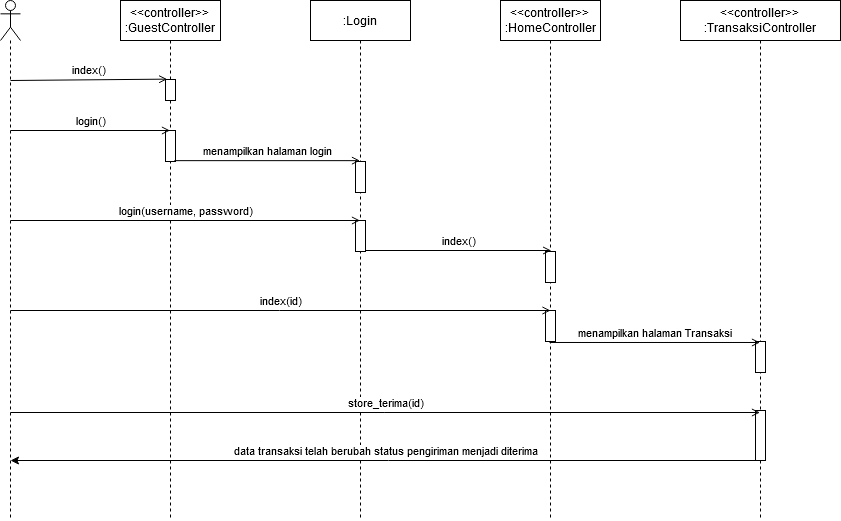 <<controller>>
:GuestController
:Login
<<controller>>
:HomeController
<<controller>>
:TransaksiController
index()
login()
menampilkan halaman login
login(username, password)
index()
index(id)
menampilkan halaman Transaksi
store_terima(id)
data transaksi telah berubah status pengiriman menjadi diterima